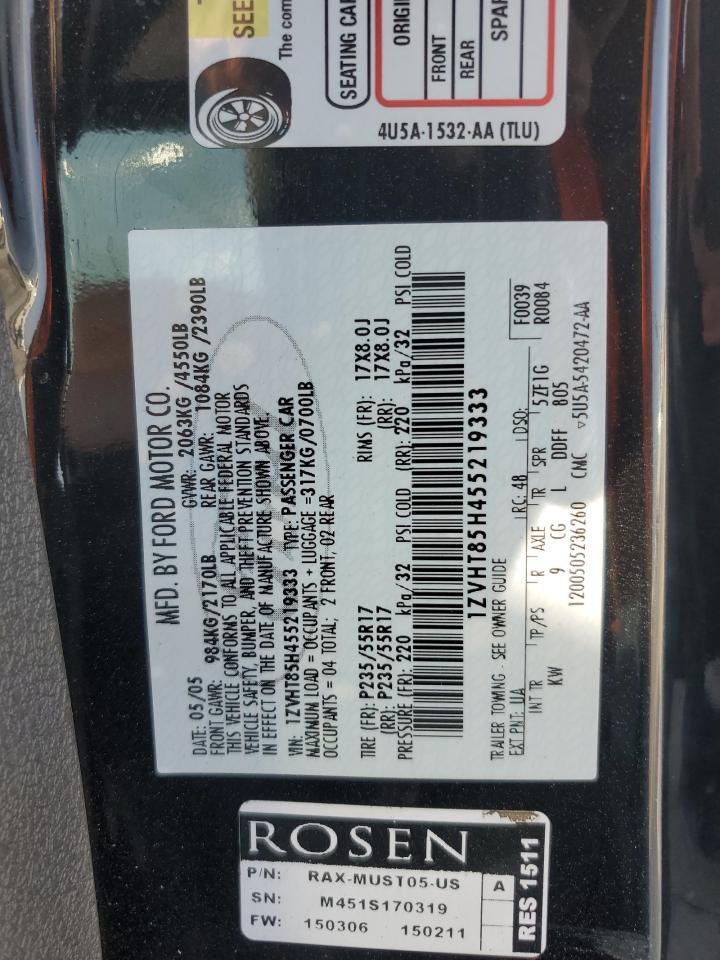 SEE
The com
SEATING CAP
ORIGI
FRONT
REAR
SPAR
4U5A-1532-AA (TLU)
MFD. BY FORD MOTOR CO.
DATE: 05/05 GVWR: 2063KG /4550LB
FRONT GAWR: 984KG/2170LB REAR GAWR: 1084KG /2390LB
THIS VEHICLE CONFORMS TO ALL APPLICABLE FEDERAL MOTOR
VEHICLE SAFETY, BUMPER, AND THEFT PREVENTION STANDARDS
IN EFFECT ON THE DATE OF MANUFACTURE SHOWN ABOVE.
VIN: 1ZVHT85H455219333 TYPE: PASSENGER CAR
MAXIMUM LOAD = OCCUPANTS + LUGGAGE =317KG/0700LB
OCCUPANTS = 04 TOTAL; 2 FRONT, 02 REAR
TIRE (FR): P235/55R17 RIMS (FR): 17X8.0J
(RR): P235/55R17 (RR): 17X8.0J
PRESSURE (FR): 220 kPa/32 PSI COLD (RR): 220 kPa/32 PSI COLD
1ZVHT85H455219333
TRAILER TOWING - SEE OWNER GUIDE
EXT PNT: UA RC: 48 DSO: F0039
R0084
INT TR TP/PS R AXLE TR SPR 5ZF1G
KW 9 CG L DDFF 805
1200505236260 CMC ▽5U5A-5420472-AA
ROSEN
P/N: RAX-MUST05-US A
SN: M451S170319
FW: 150306 150211
RES 1511